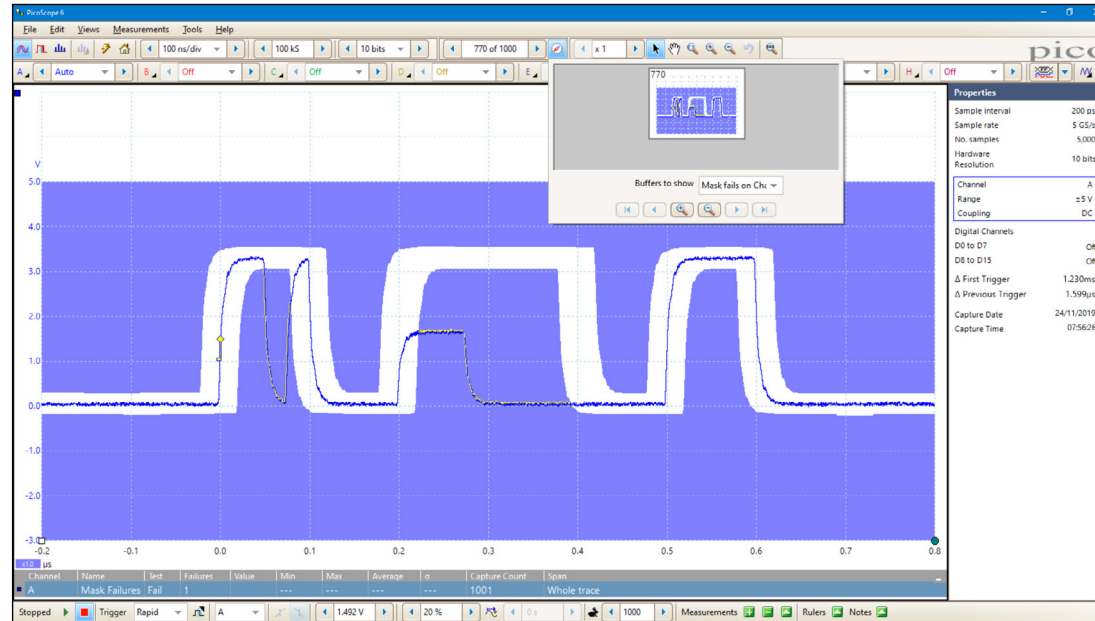 PicoScope 6
File Edit Views Measurements Tools Help
100 ns/div 100 kS 10 bits 770 of 1000 x 1
pico
A Auto B Off C Off D Off E H Off
770
Buffers to show Mask fails on Cha
V
5.0
4.0
3.0
2.0
1.0
0.0
-1.0
-2.0
-3.0
-0.2 -0.1 0.0 0.1 0.2 0.3 0.4 0.5 0.6 0.7 0.8
x1.0 µs
Properties
Sample interval 200 ps
Sample rate 5 GS/s
No. samples 5,000
Hardware
Resolution 10 bits
Channel A
Range ±5 V
Coupling DC
Digital Channels
D0 to D7 Off
D8 to D15 Off
Δ First Trigger 1.230ms
Δ Previous Trigger 1.599µs
Capture Date 24/11/2019
Capture Time 07:56:26
Channel Name Test Failures Value Min Max Average σ Capture Count Span
A Mask Failures Fail 1 --- --- --- --- 1001 Whole trace
Stopped Trigger Rapid A 1.492 V 20 % 0 s 1000 Measurements Rulers Notes